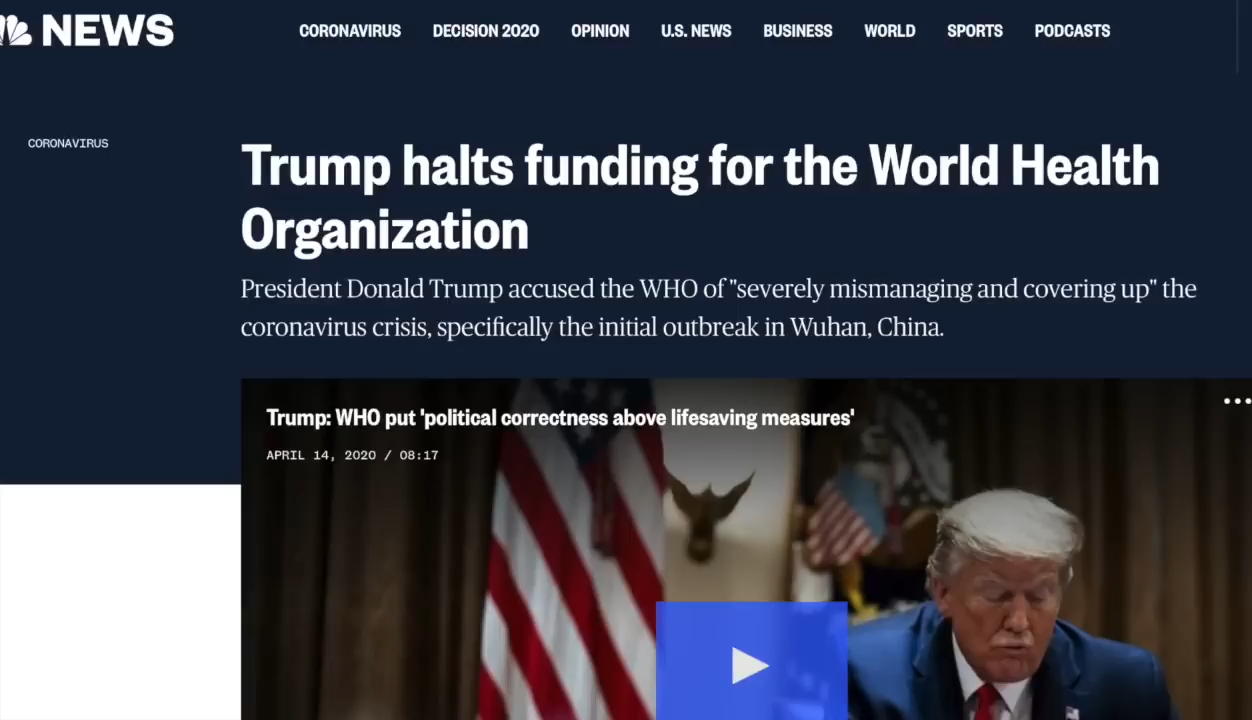 NEWS
CORONAVIRUS DECISION 2020 OPINION U.S. NEWS BUSINESS WORLD SPORTS PODCASTS
CORONAVIRUS
Trump halts funding for the World Health
Organization
President Donald Trump accused the WHO of "severely mismanaging and covering up" the
coronavirus crisis, specifically the initial outbreak in Wuhan, China.
Trump: WHO put 'political correctness above lifesaving measures'
APRIL 14, 2020 / 08:17